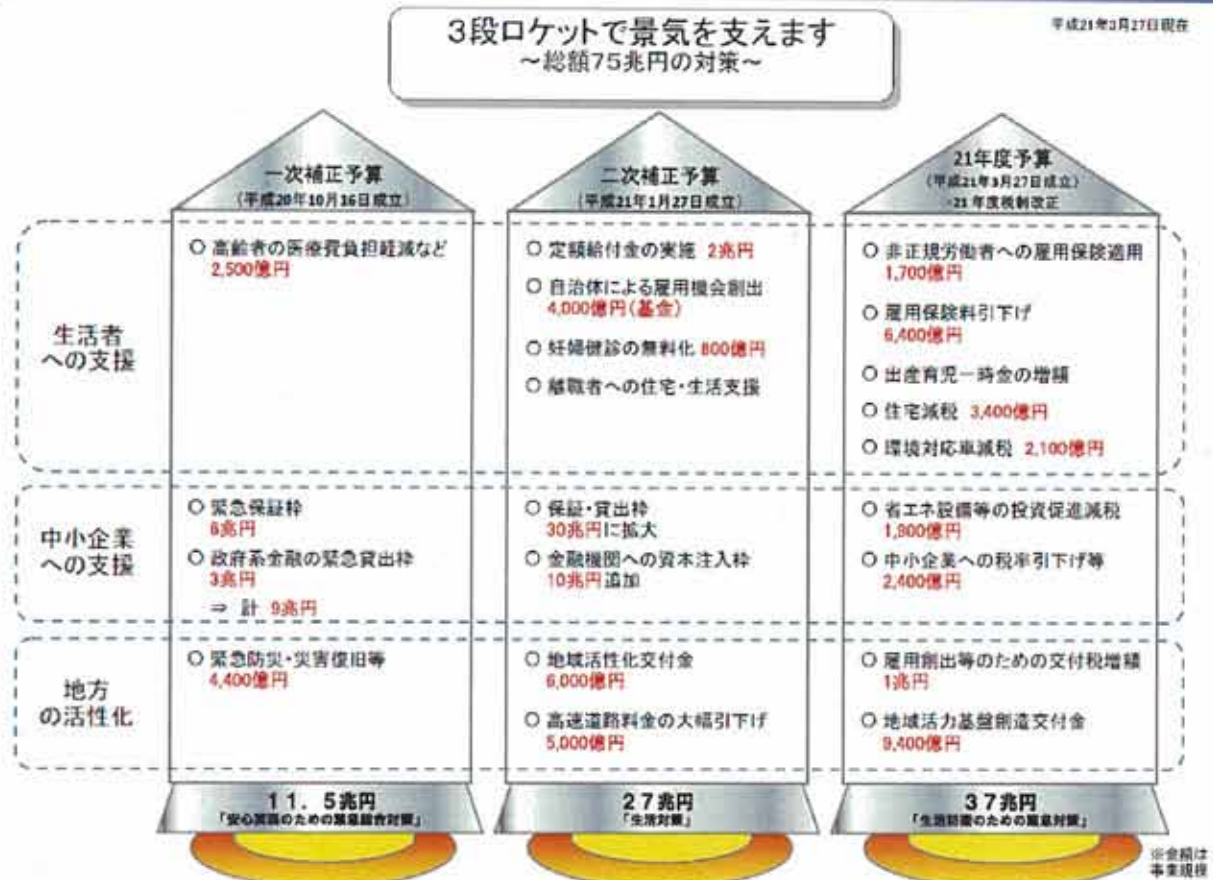 3段ロケットで景気を支えます
～総額75兆円の対策～
平成21年3月27日現在
一次補正予算
（平成20年10月16日成立）
二次補正予算
（平成21年1月27日成立）
21年度予算
（平成21年3月27日成立）
・21年度税制改正
生活者
への支援
○ 高齢者の医療費負担軽減など
2,500億円
○ 定額給付金の実施 2兆円
○ 自治体による雇用機会創出
4,000億円（基金）
○ 妊婦健診の無料化 800億円
○ 離職者への住宅・生活支援
○ 非正規労働者への雇用保険適用
1,700億円
○ 雇用保険料引下げ
6,400億円
○ 出産育児一時金の増額
○ 住宅減税 3,400億円
○ 環境対応車減税 2,100億円
中小企業
への支援
○ 緊急保証枠
6兆円
○ 政府系金融の緊急貸出枠
3兆円
⇒ 計 9兆円
○ 保証・貸出枠
30兆円に拡大
○ 金融機関への資本注入枠
10兆円追加
○ 省エネ設備等の投資促進減税
1,900億円
○ 中小企業への税率引下げ等
2,400億円
地方
の活性化
○ 緊急防災・災害復旧等
4,400億円
○ 地域活性化交付金
6,000億円
○ 高速道路料金の大幅引下げ
5,000億円
○ 雇用創出等のための交付税増額
1兆円
○ 地域活力基盤創造交付金
9,400億円
11．5兆円
「安心実現のための緊急総合対策」
27兆円
「生活対策」
37兆円
「生活防衛のための緊急対策」
※金額は
事業規模